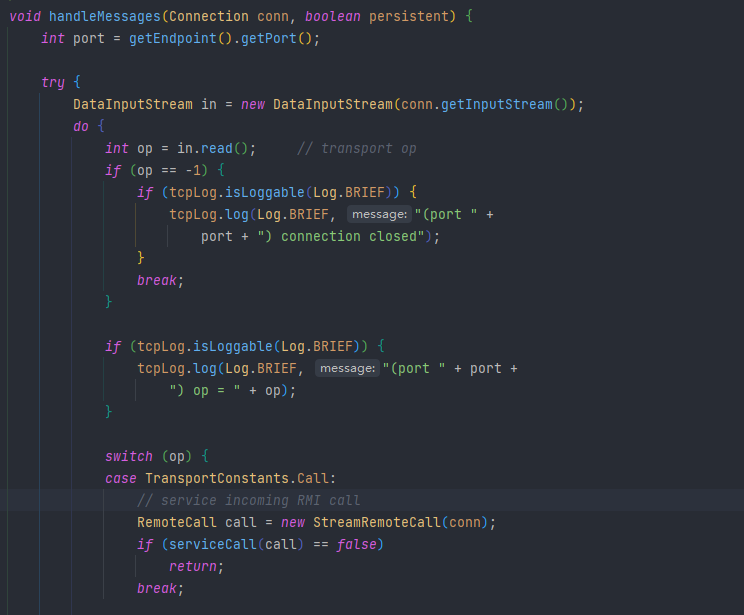 void handleMessages(Connection conn, boolean persistent) {
int port = getEndpoint().getPort();
try {
DataInputStream in = new DataInputStream(conn.getInputStream());
do {
int op = in.read();     // transport op
if (op == -1) {
if (tcpLog.isLoggable(Log.BRIEF)) {
tcpLog.log(Log.BRIEF, message: "(port " +
port + ") connection closed");
}
break;
}
if (tcpLog.isLoggable(Log.BRIEF)) {
tcpLog.log(Log.BRIEF, message: "(port " + port +
") op = " + op);
}
switch (op) {
case TransportConstants.Call:
// service incoming RMI call
RemoteCall call = new StreamRemoteCall(conn);
if (serviceCall(call) == false)
return;
break;